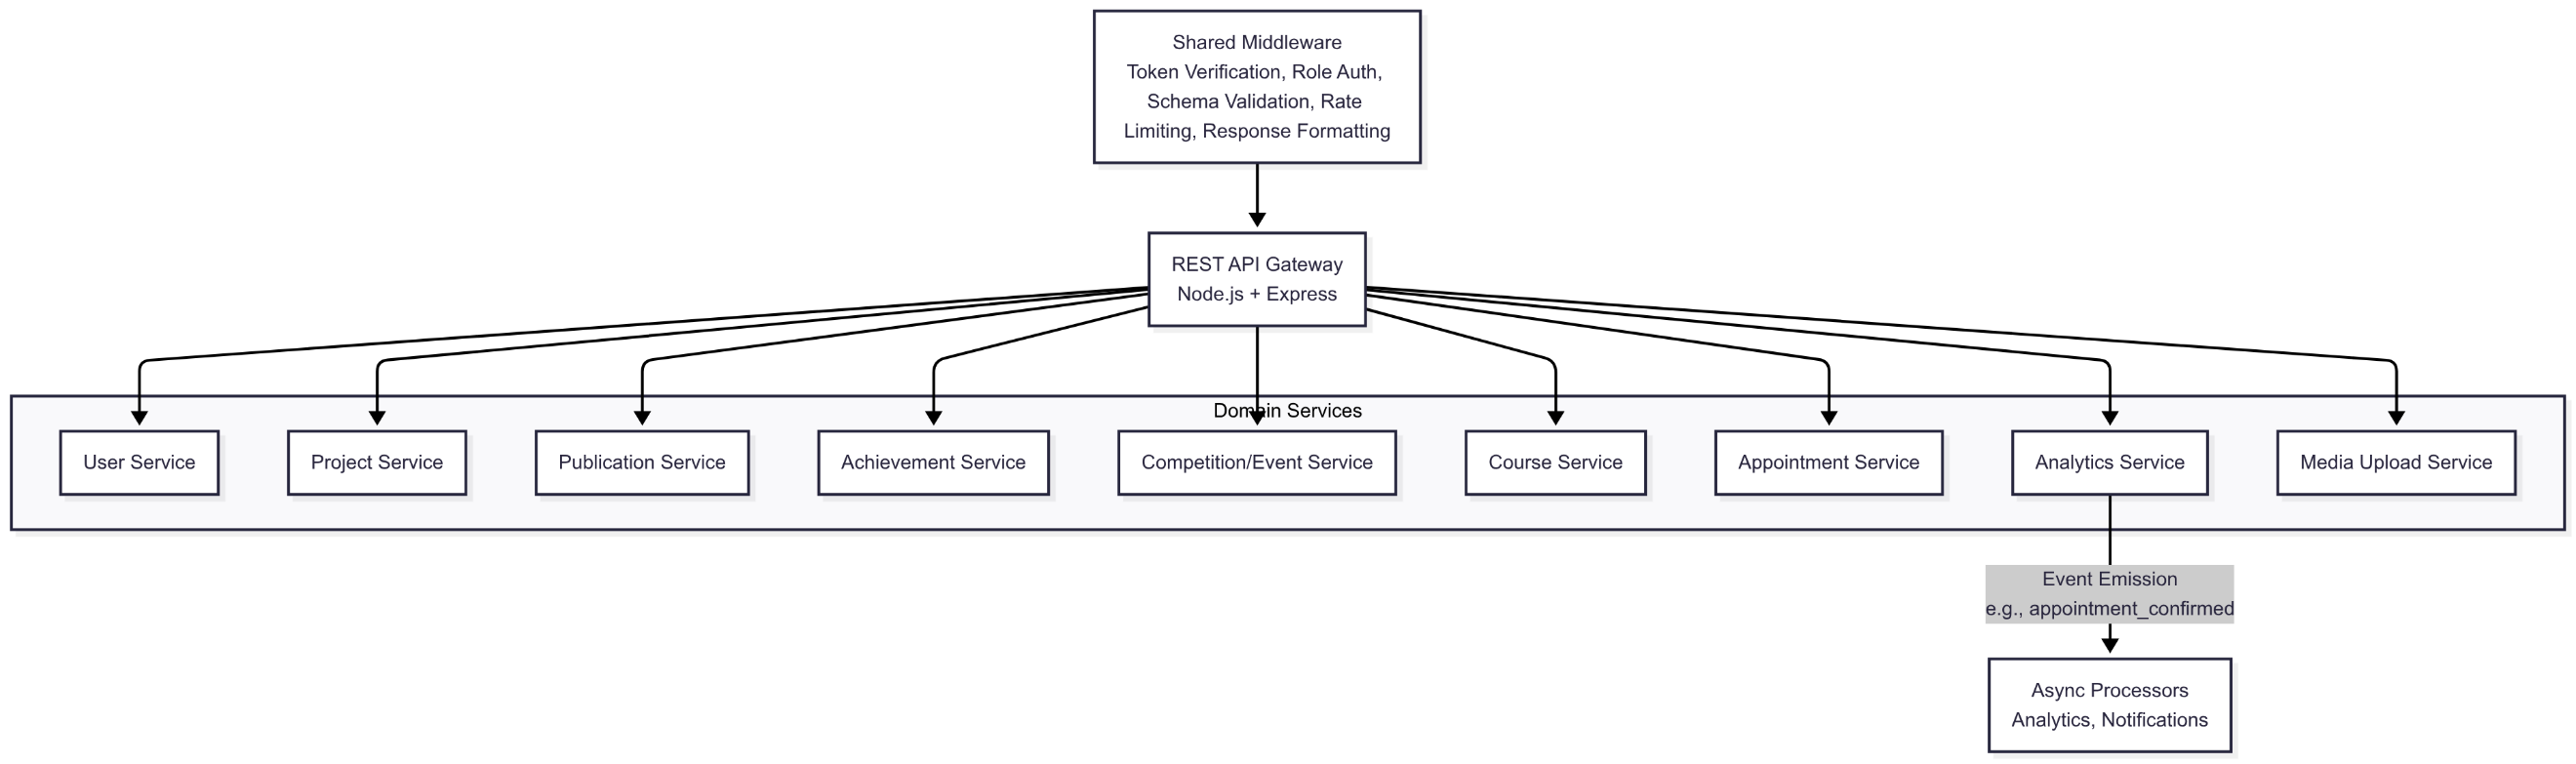 Shared Middleware
Token Verification, Role Auth,
Schema Validation, Rate
Limiting, Response Formatting
REST API Gateway
Node.js + Express
Domain Services
User Service
Project Service
Publication Service
Achievement Service
Competition/Event Service
Course Service
Appointment Service
Analytics Service
Media Upload Service
Event Emission
e.g., appointment_confirmed
Async Processors
Analytics, Notifications